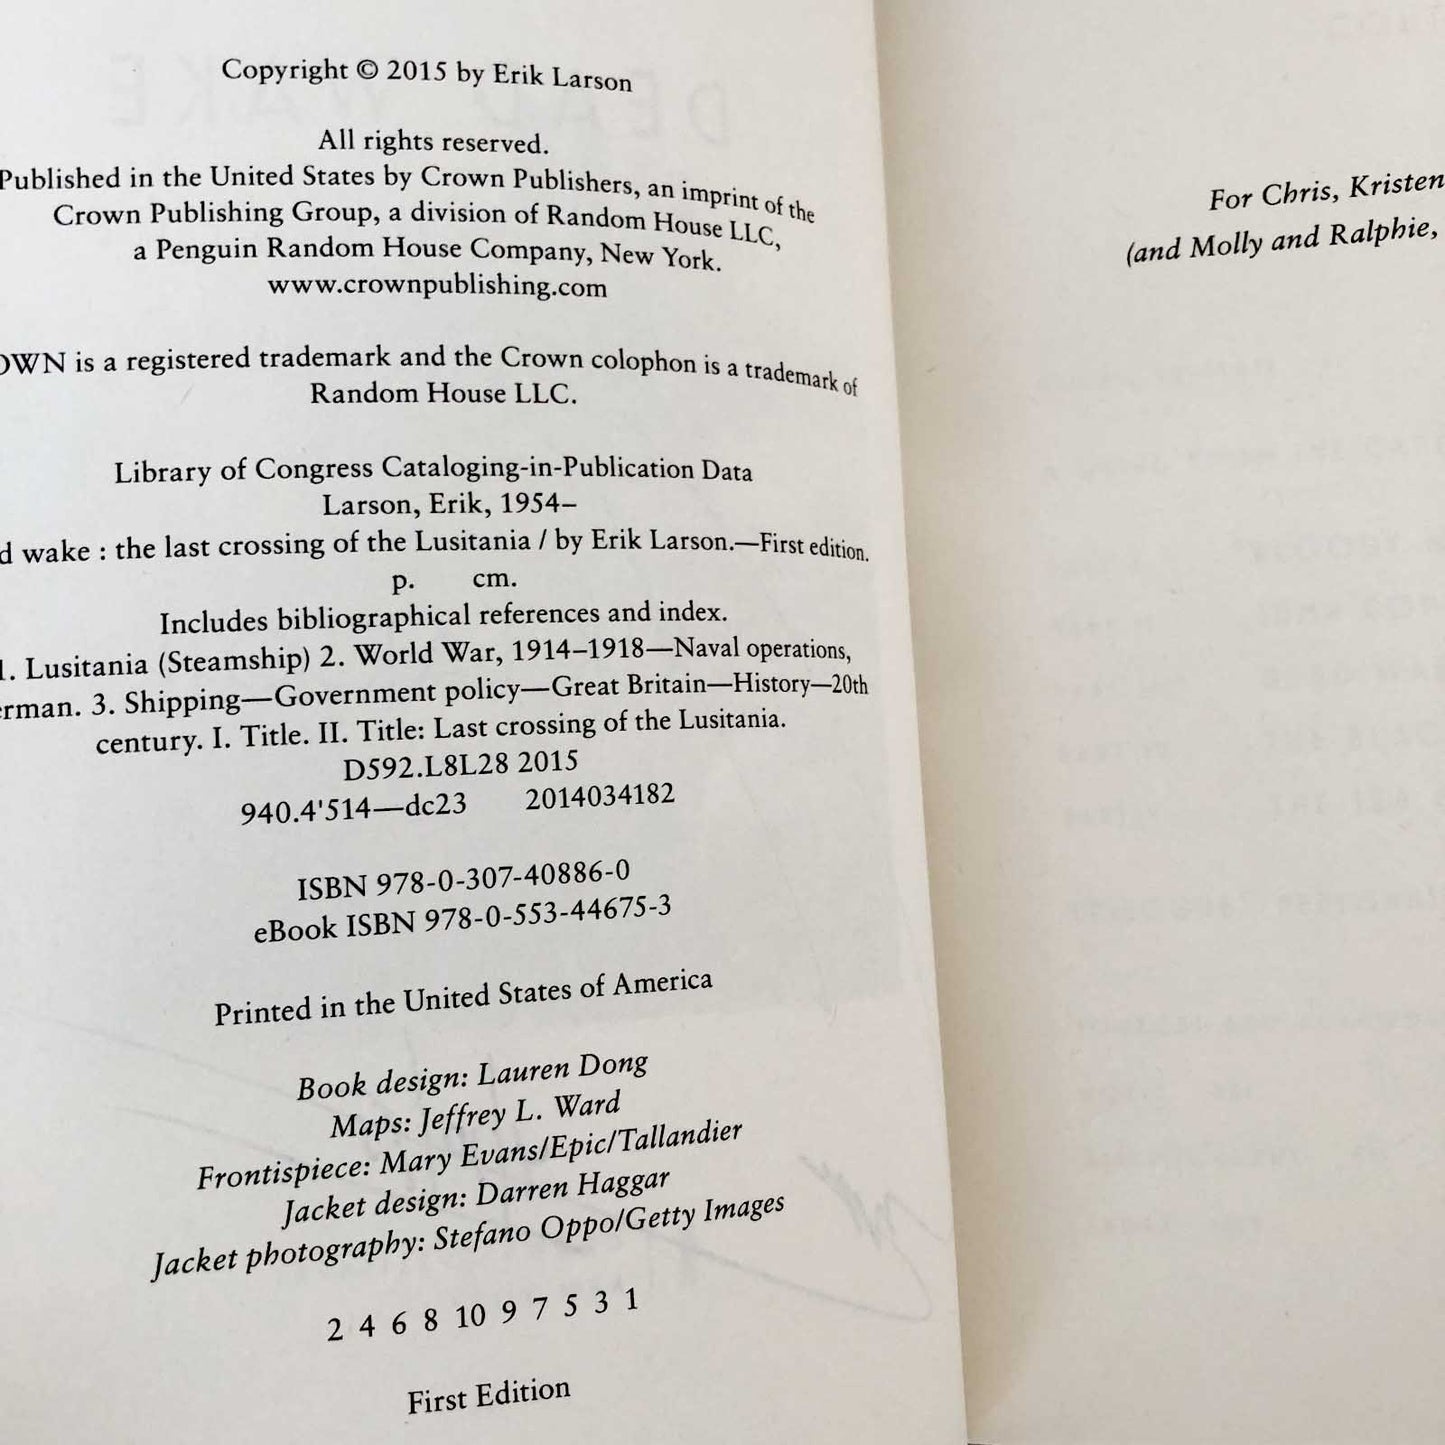 Copyright © 2015 by Erik Larson
All rights reserved.
Published in the United States by Crown Publishers, an imprint of the
Crown Publishing Group, a division of Random House LLC,
a Penguin Random House Company, New York.
www.crownpublishing.com
OWN is a registered trademark and the Crown colophon is a trademark of
Random House LLC.
Library of Congress Cataloging-in-Publication Data
Larson, Erik, 1954–
d wake : the last crossing of the Lusitania / by Erik Larson.—First edition.
p. cm.
Includes bibliographical references and index.
1. Lusitania (Steamship) 2. World War, 1914–1918—Naval operations,
erman. 3. Shipping—Government policy—Great Britain—History—20th
century. I. Title. II. Title: Last crossing of the Lusitania.
D592.L8L28 2015
940.4'514—dc23 2014034182
ISBN 978-0-307-40886-0
eBook ISBN 978-0-553-44675-3
Printed in the United States of America
Book design: Lauren Dong
Maps: Jeffrey L. Ward
Frontispiece: Mary Evans/Epic/Tallandier
Jacket design: Darren Haggar
Jacket photography: Stefano Oppo/Getty Images
2 4 6 8 10 9 7 5 3 1
First Edition
For Chris, Kristen
(and Molly and Ralphie,